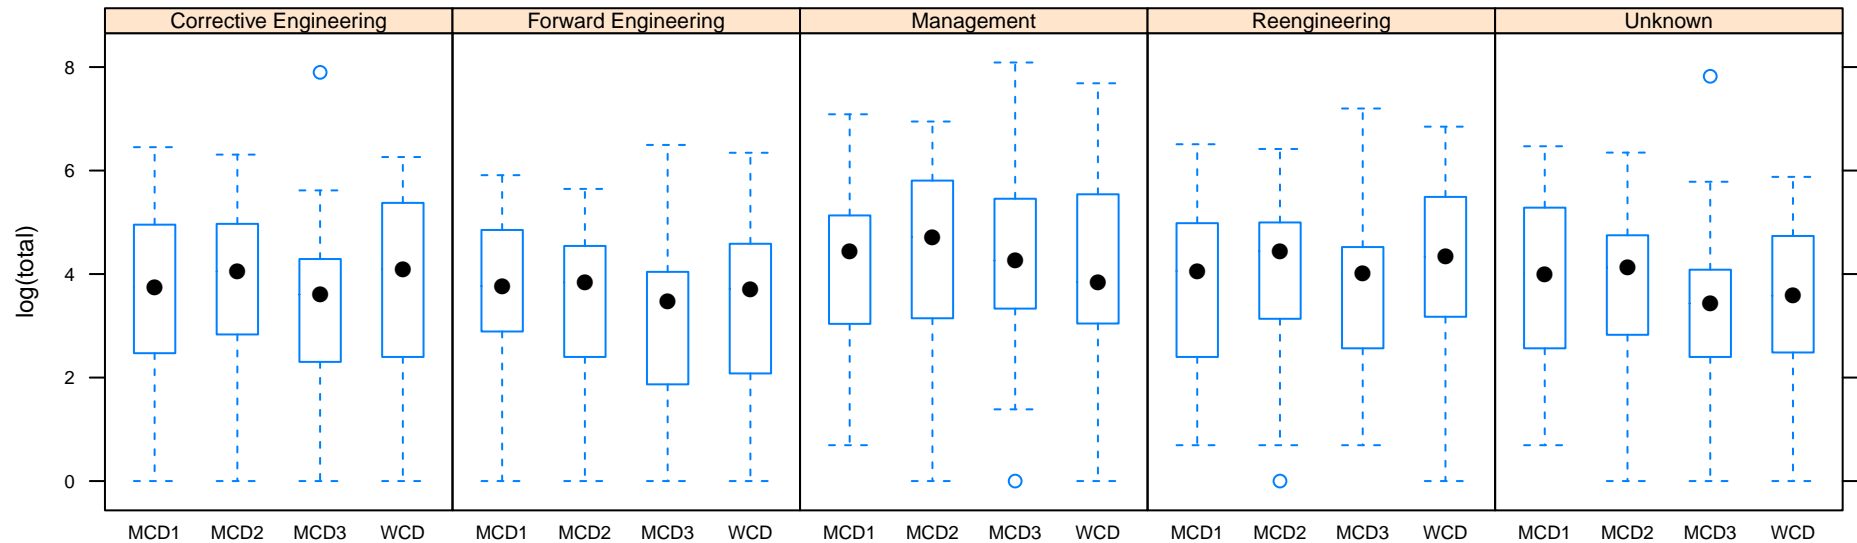 Corrective Engineering Forward Engineering Management Reengineering Unknown
8
6
4
2
0
log(total)
MCD1 MCD2 MCD3 WCD MCD1 MCD2 MCD3 WCD MCD1 MCD2 MCD3 WCD MCD1 MCD2 MCD3 WCD MCD1 MCD2 MCD3 WCD